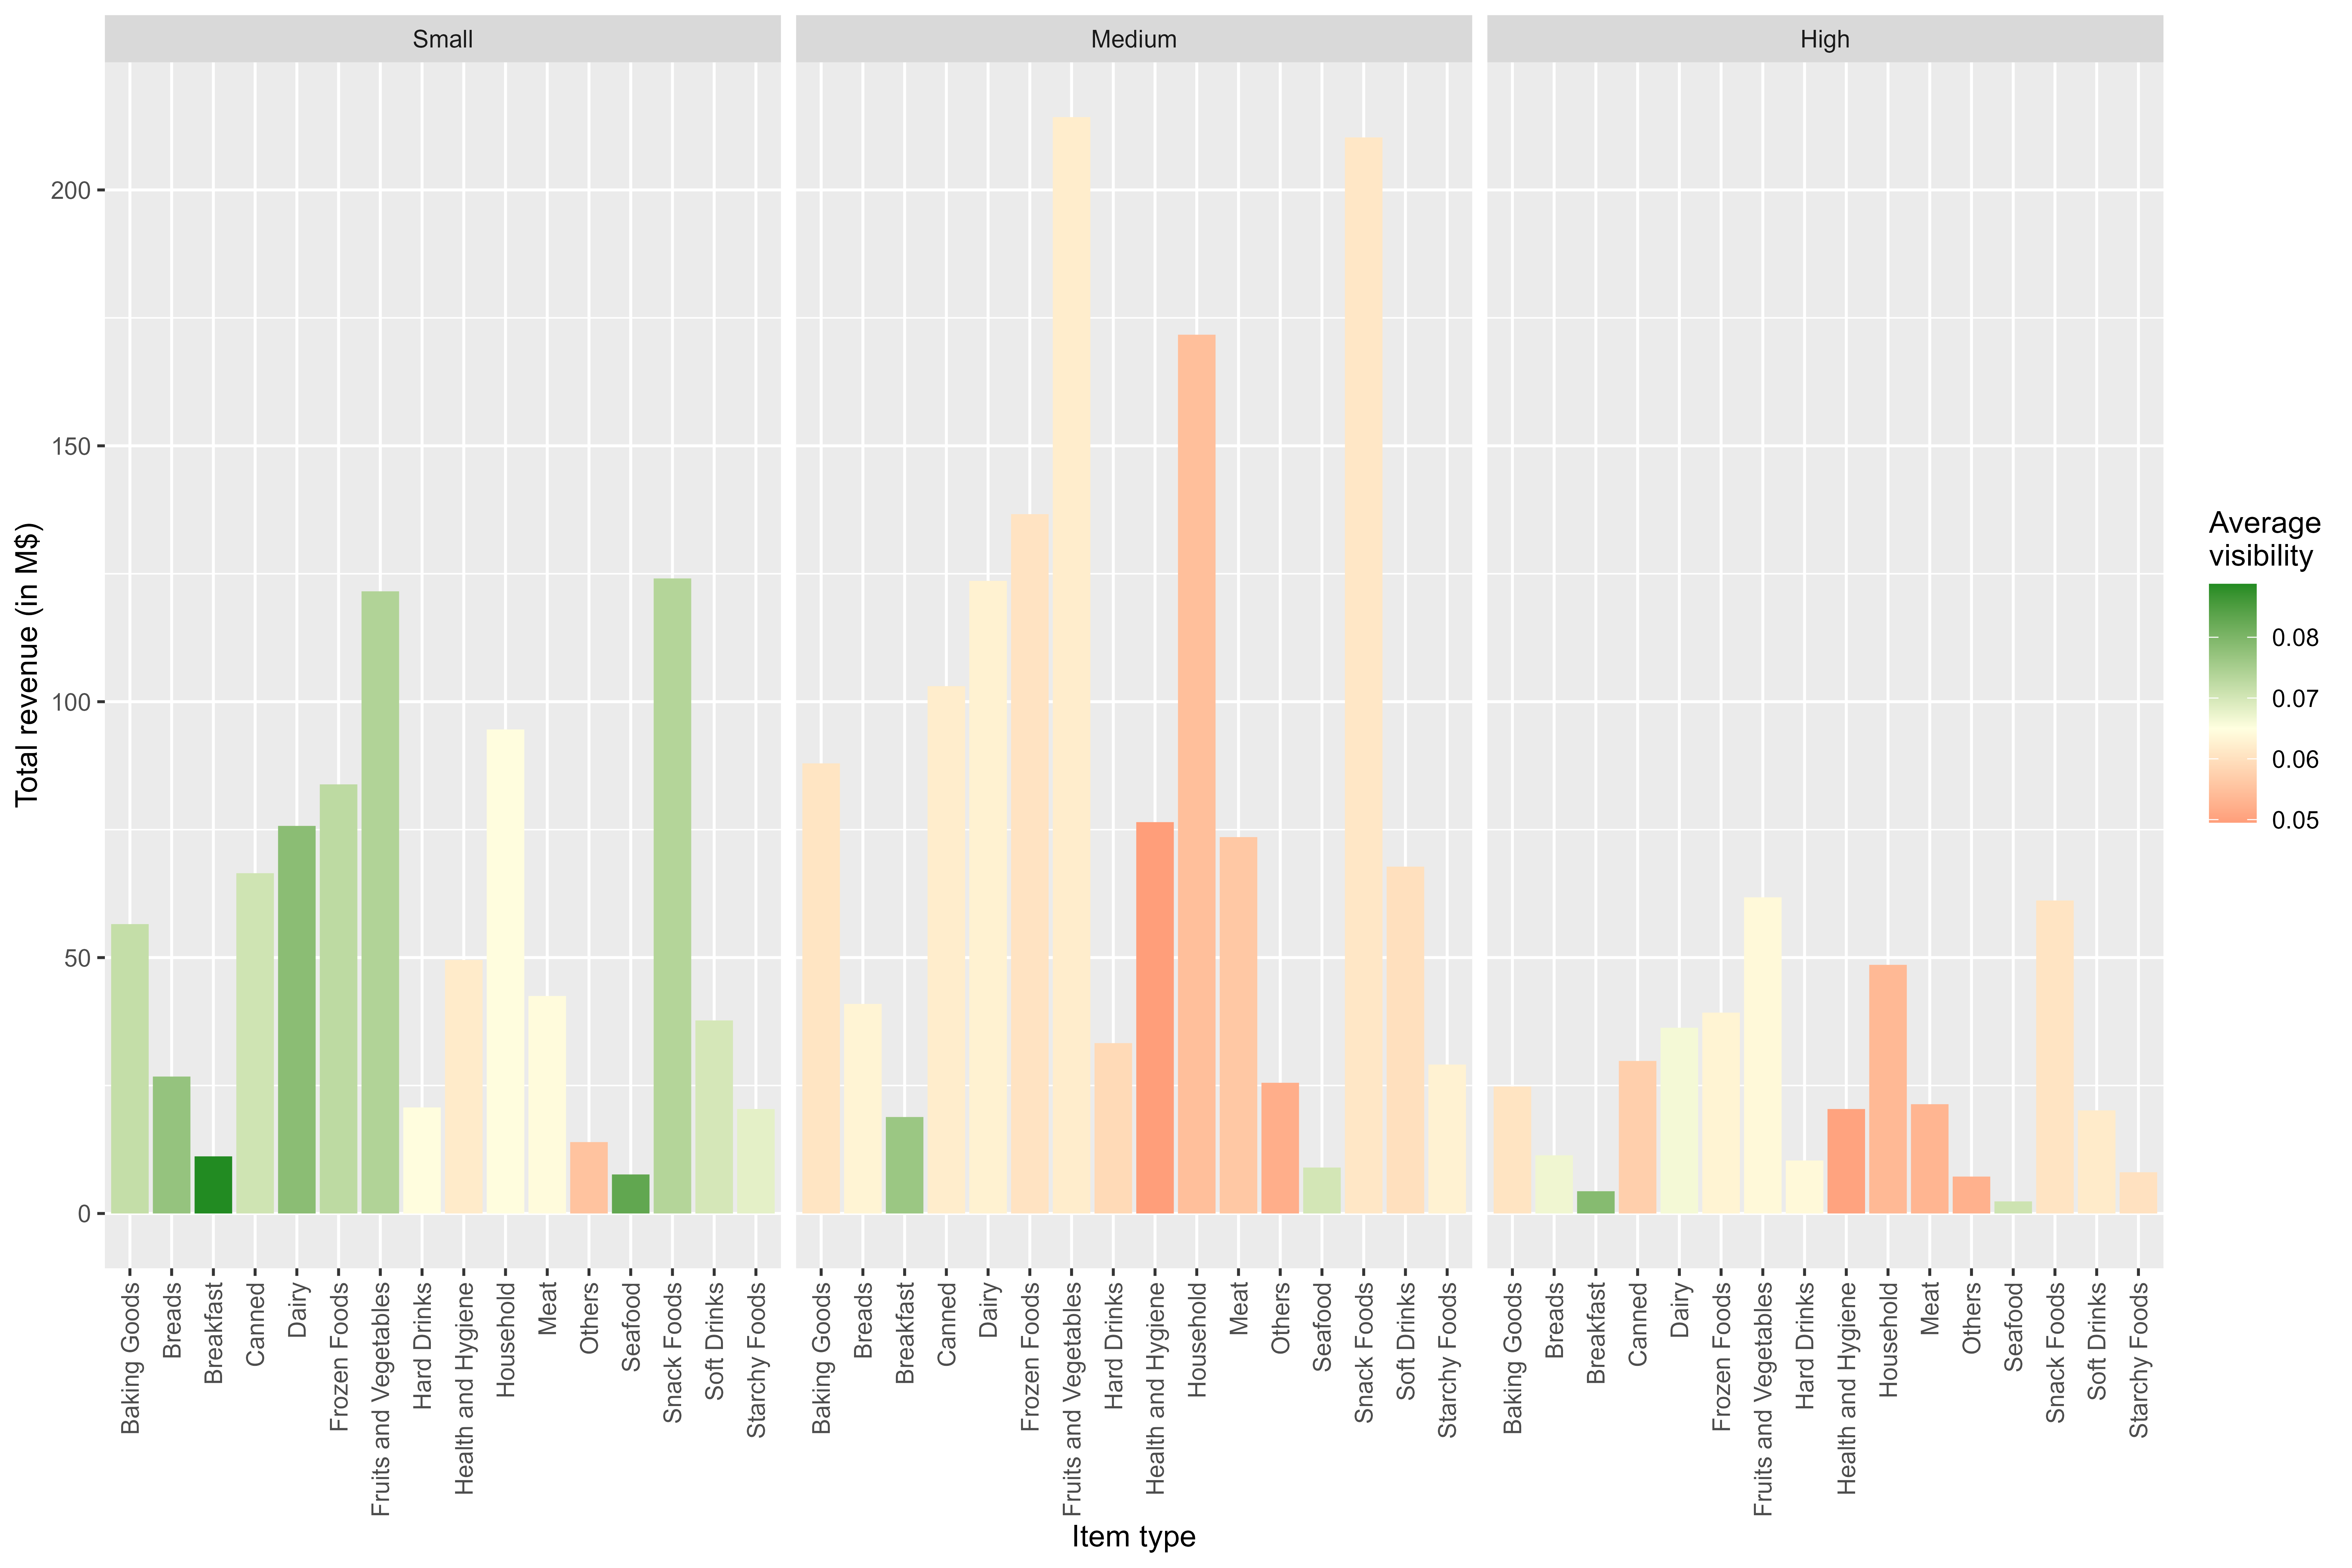 Small
Medium
High
Total revenue (in M$)
200
150
100
50
0
Baking Goods
Breads
Breakfast
Canned
Dairy
Frozen Foods
Fruits and Vegetables
Hard Drinks
Health and Hygiene
Household
Meat
Others
Seafood
Snack Foods
Soft Drinks
Starchy Foods
Baking Goods
Breads
Breakfast
Canned
Dairy
Frozen Foods
Fruits and Vegetables
Hard Drinks
Health and Hygiene
Household
Meat
Others
Seafood
Snack Foods
Soft Drinks
Starchy Foods
Baking Goods
Breads
Breakfast
Canned
Dairy
Frozen Foods
Fruits and Vegetables
Hard Drinks
Health and Hygiene
Household
Meat
Others
Seafood
Snack Foods
Soft Drinks
Starchy Foods
Item type
Average
visibility
0.08
0.07
0.06
0.05